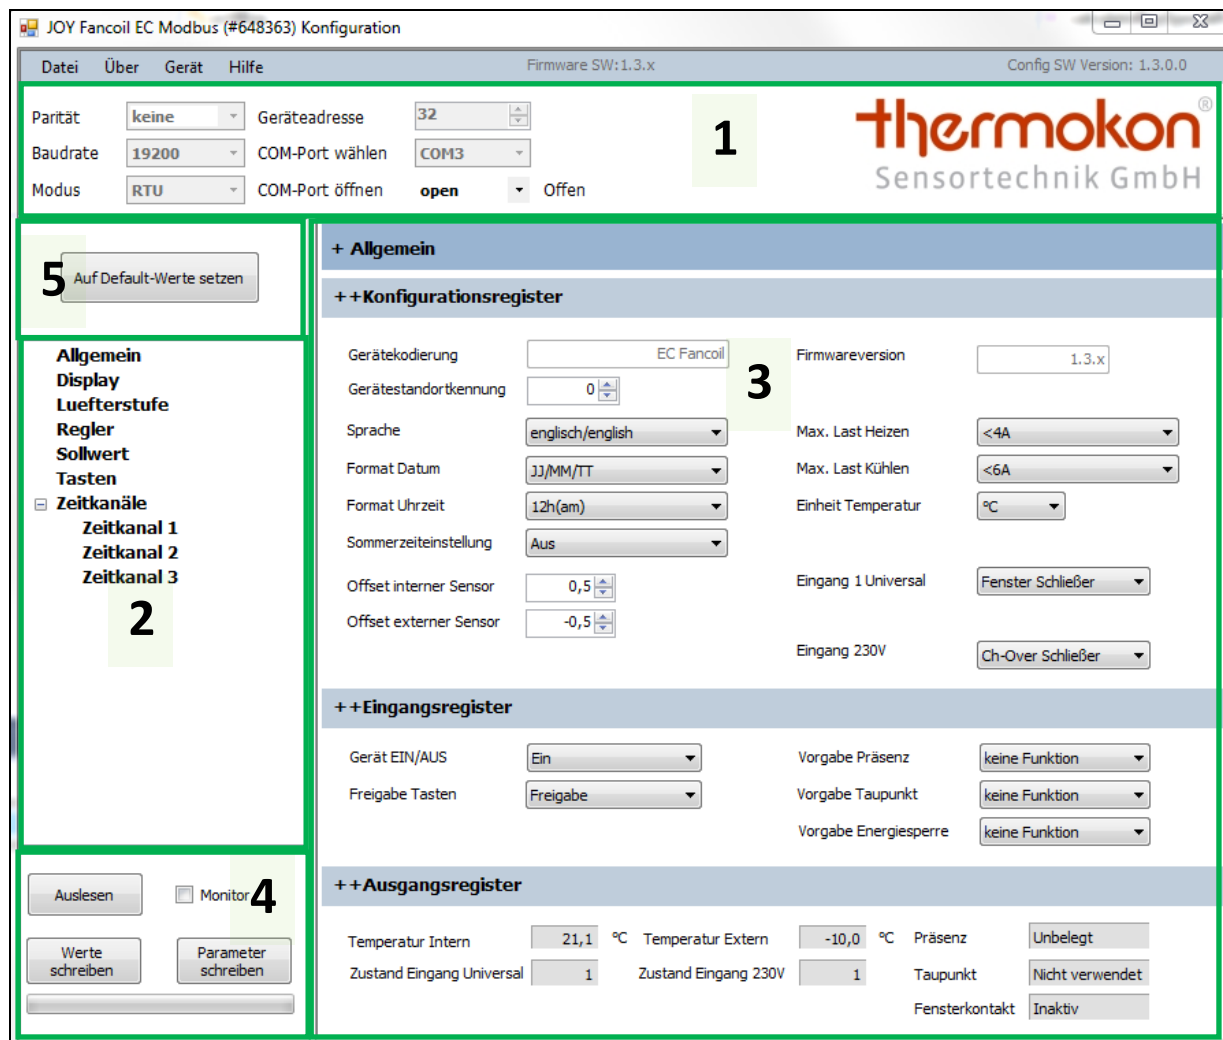 JOY Fancoil EC Modbus (#648363) Konfiguration
Datei Über Gerät Hilfe Firmware SW:1.3.x Config SW Version: 1.3.0.0
Parität keine Geräteadresse 32
Baudrate 19200 COM-Port wählen COM3
Modus RTU COM-Port öffnen open Offen
1
thermokon®
Sensortechnik GmbH
5
Auf Default-Werte setzen
Allgemein
Display
Luefterstufe
Regler
Sollwert
Tasten
Zeitkanäle
Zeitkanal 1
Zeitkanal 2
Zeitkanal 3
2
Auslesen Monitor 4
Werte schreiben
Parameter schreiben
+ Allgemein
++Konfigurationsregister
3
Gerätekodierung EC Fancoil Firmwareversion 1.3.x
Gerätestandortkennung 0
Sprache englisch/english Max. Last Heizen <4A
Format Datum JJ/MM/TT Max. Last Kühlen <6A
Format Uhrzeit 12h(am) Einheit Temperatur °C
Sommerzeiteinstellung Aus
Offset interner Sensor 0,5 Eingang 1 Universal Fenster Schließer
Offset externer Sensor -0,5
Eingang 230V Ch-Over Schließer
++Eingangsregister
Gerät EIN/AUS Ein Vorgabe Präsenz keine Funktion
Freigabe Tasten Freigabe Vorgabe Taupunkt keine Funktion
Vorgabe Energiesperre keine Funktion
++Ausgangsregister
Temperatur Intern 21,1 °C Temperatur Extern -10,0 °C Präsenz Unbelegt
Zustand Eingang Universal 1 Zustand Eingang 230V 1 Taupunkt Nicht verwendet
Fensterkontakt Inaktiv